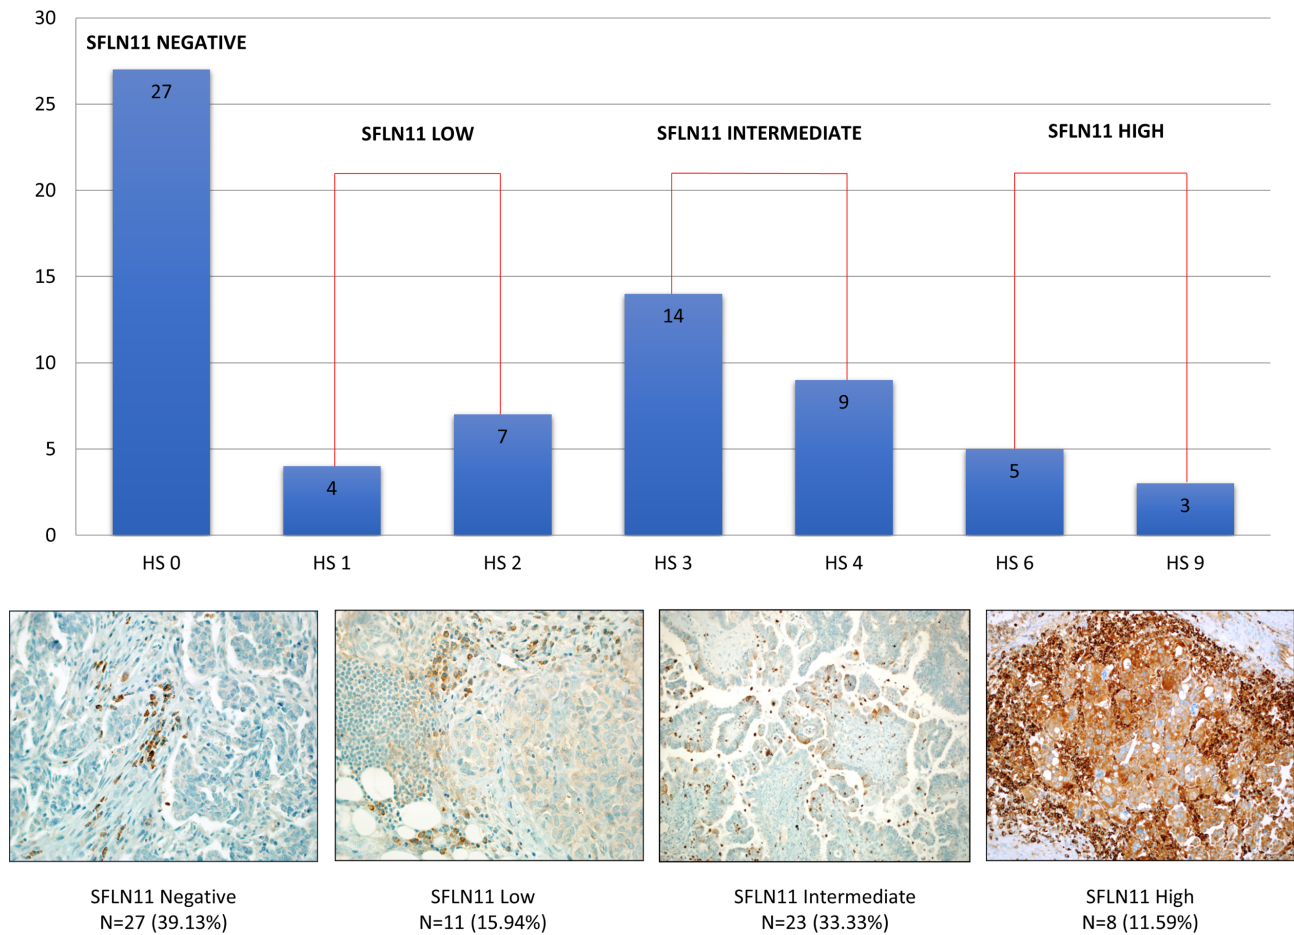 30
SFLN11 NEGATIVE
27
25
SFLN11 LOW
SFLN11 INTERMEDIATE
SFLN11 HIGH
20
15
14
10
9
7
5
5
4
3
0
HS 0
HS 1
HS 2
HS 3
HS 4
HS 6
HS 9
SFLN11 Negative
N=27 (39.13%)
SFLN11 Low
N=11 (15.94%)
SFLN11 Intermediate
N=23 (33.33%)
SFLN11 High
N=8 (11.59%)